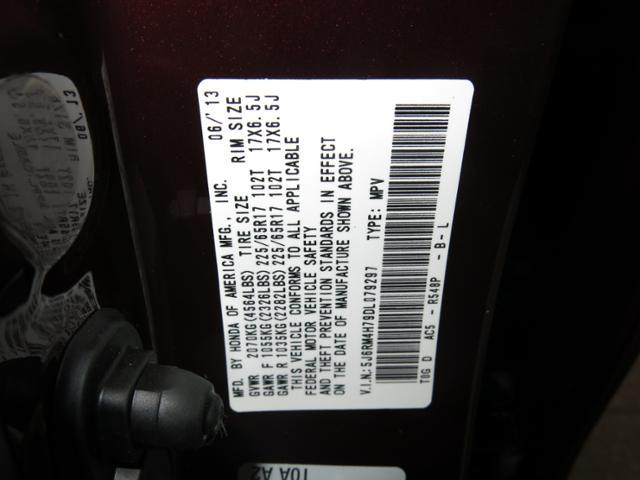 MFD. BY HONDA OF AMERICA MFG., INC. 06/'13
GVWR 2070KG(4564LBS) TIRE SIZE RIM SIZE
GAWR F 1055KG(2326LBS) 225/65R17 102T 17X6.5J
GAWR R 1035KG(2282LBS) 225/65R17 102T 17X6.5J
THIS VEHICLE CONFORMS TO ALL APPLICABLE
FEDERAL MOTOR VEHICLE SAFETY
AND THEFT PREVENTION STANDARDS IN EFFECT
ON THE DATE OF MANUFACTURE SHOWN ABOVE.
V.I.N.: 5J6RM4H79DL079297 TYPE: MPV
T0G D AC5 - R548P - B - L
10A A2